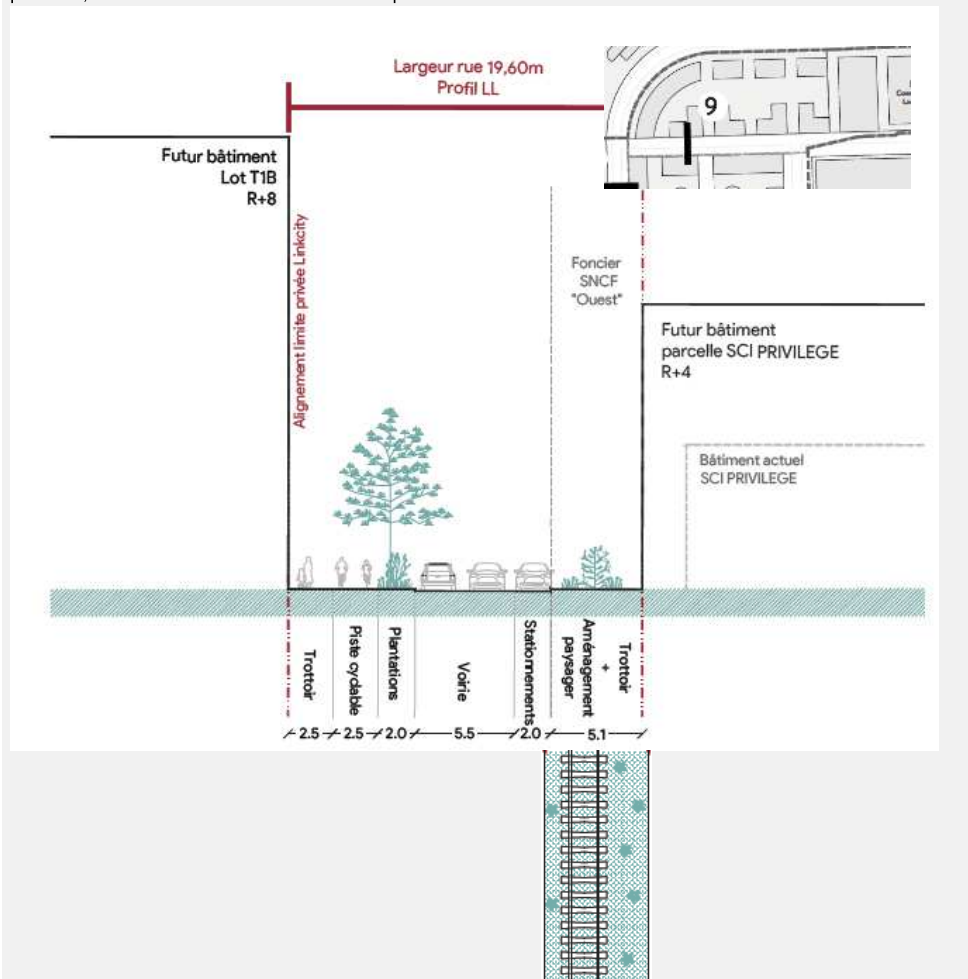 Largeur rue 19,60m
Profil LL
9
Futur bâtiment
Lot T1B
R+8
Alignement limite privée Linkcity
Foncier
SNCF
"Ouest"
Futur bâtiment
parcelle SCI PRIVILEGE
R+4
Bâtiment actuel
SCI PRIVILEGE
Trottoir
Piste cyclable
Plantations
Voirie
Stationnements
Trottoir
+
Aménagement
paysager
2.5
2.5
2.0
5.5
2.0
5.1